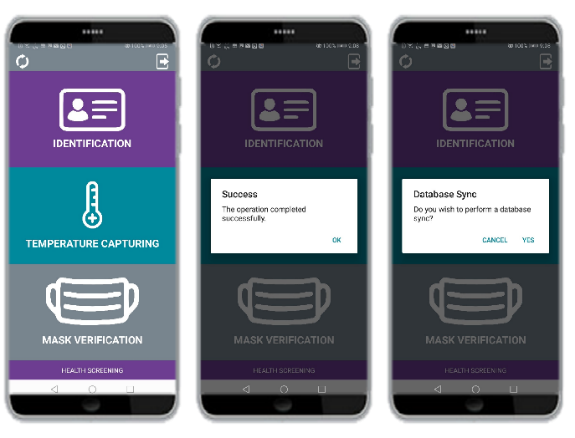 IDENTIFICATION
TEMPERATURE CAPTURING
MASK VERIFICATION
HEALTH SCREENING
IDENTIFICATION
Success
The operation completed
successfully.
OK
MASK VERIFICATION
HEALTH SCREENING
IDENTIFICATION
Database Sync
Do you wish to perform a database
sync?
CANCEL YES
MASK VERIFICATION
HEALTH SCREENING